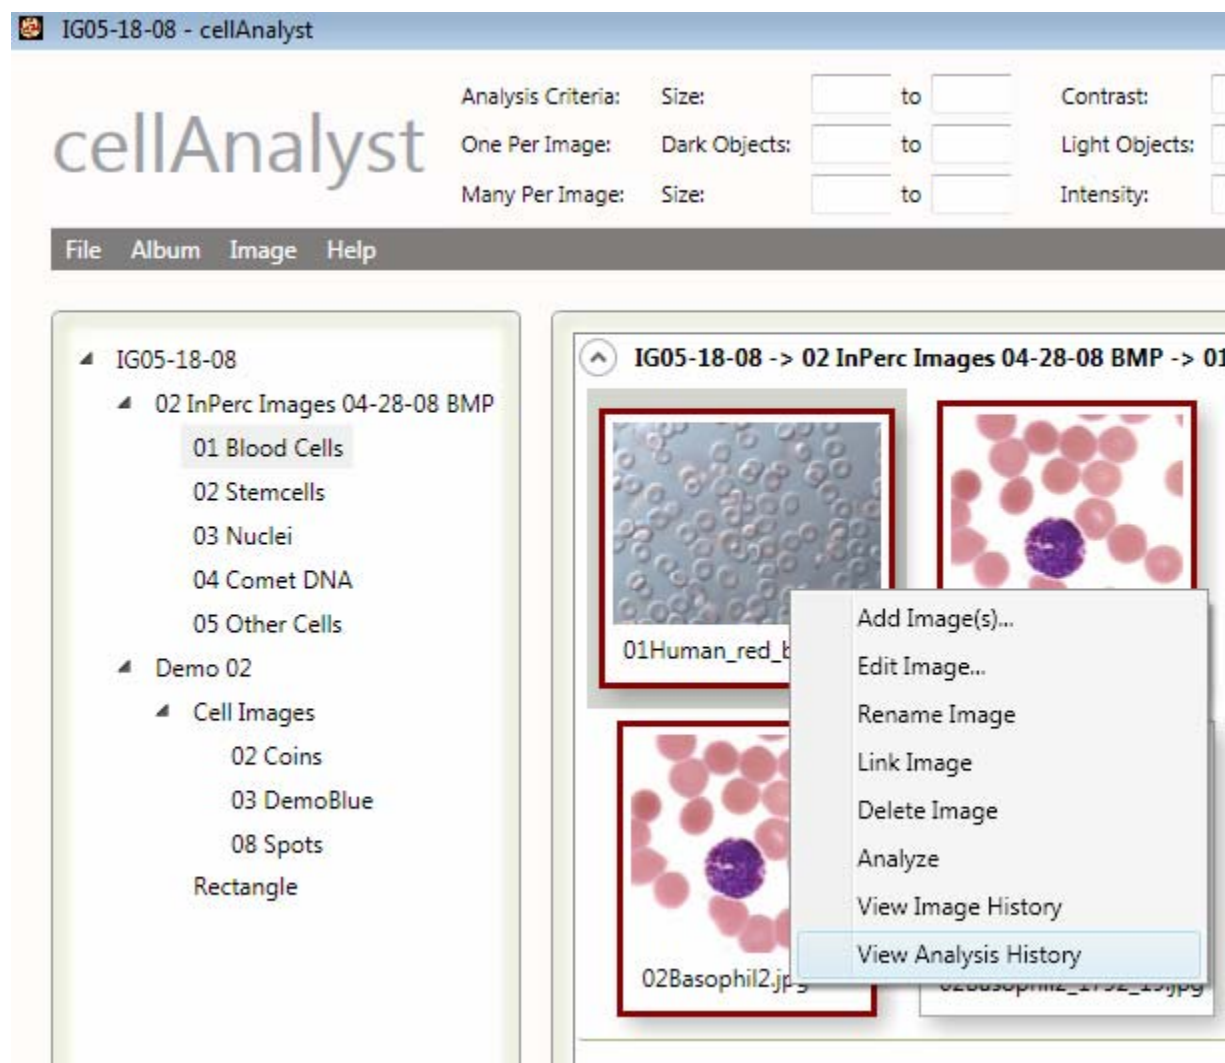 IG05-18-08 - cellAnalyst
cellAnalyst
Analysis Criteria: Size: to Contrast:
One Per Image: Dark Objects: to Light Objects:
Many Per Image: Size: to Intensity:
File Album Image Help
IG05-18-08
02 InPerc Images 04-28-08 BMP
01 Blood Cells
02 Stemcells
03 Nuclei
04 Comet DNA
05 Other Cells
Demo 02
Cell Images
02 Coins
03 DemoBlue
08 Spots
Rectangle
IG05-18-08 -> 02 InPerc Images 04-28-08 BMP -> 01
01Human_red_b
02Basophil2.jpg
Add Image(s)...
Edit Image...
Rename Image
Link Image
Delete Image
Analyze
View Image History
View Analysis History